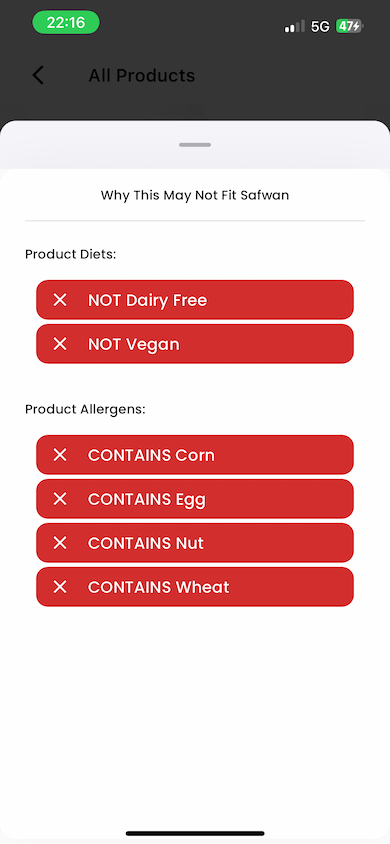 22:16
5G
47
All Products
Why This May Not Fit Safwan
Product Diets:
NOT Dairy Free
NOT Vegan
Product Allergens:
CONTAINS Corn
CONTAINS Egg
CONTAINS Nut
CONTAINS Wheat